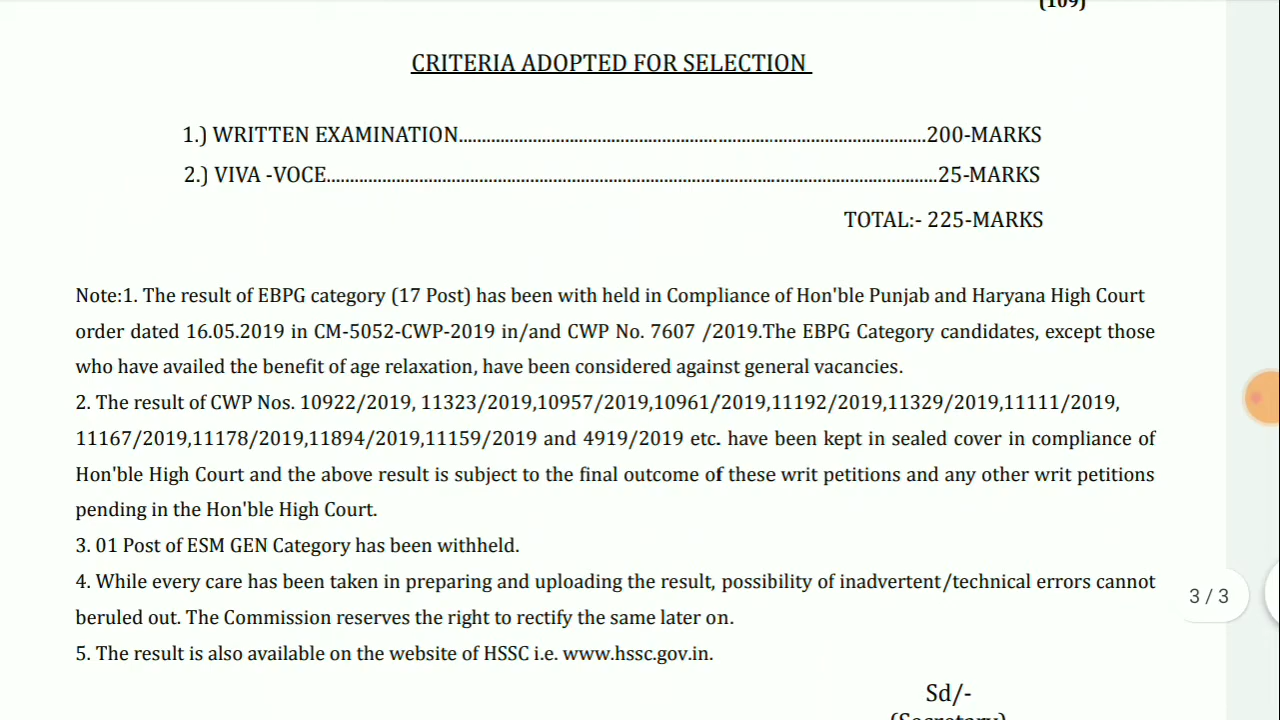 (109)
CRITERIA ADOPTED FOR SELECTION
1.) WRITTEN EXAMINATION....................................................................................................200-MARKS
2.) VIVA -VOCE....................................................................................................................................25-MARKS
TOTAL:- 225-MARKS
Note:1. The result of EBPG category (17 Post) has been with held in Compliance of Hon'ble Punjab and Haryana High Court
order dated 16.05.2019 in CM-5052-CWP-2019 in/and CWP No. 7607 /2019.The EBPG Category candidates, except those
who have availed the benefit of age relaxation, have been considered against general vacancies.
2. The result of CWP Nos. 10922/2019, 11323/2019,10957/2019,10961/2019,11192/2019,11329/2019,11111/2019,
11167/2019,11178/2019,11894/2019,11159/2019 and 4919/2019 etc. have been kept in sealed cover in compliance of
Hon'ble High Court and the above result is subject to the final outcome of these writ petitions and any other writ petitions
pending in the Hon'ble High Court.
3. 01 Post of ESM GEN Category has been withheld.
4. While every care has been taken in preparing and uploading the result, possibility of inadvertent/technical errors cannot
beruled out. The Commission reserves the right to rectify the same later on.
3 / 3
5. The result is also available on the website of HSSC i.e. www.hssc.gov.in.
Sd/-
(Secretary)